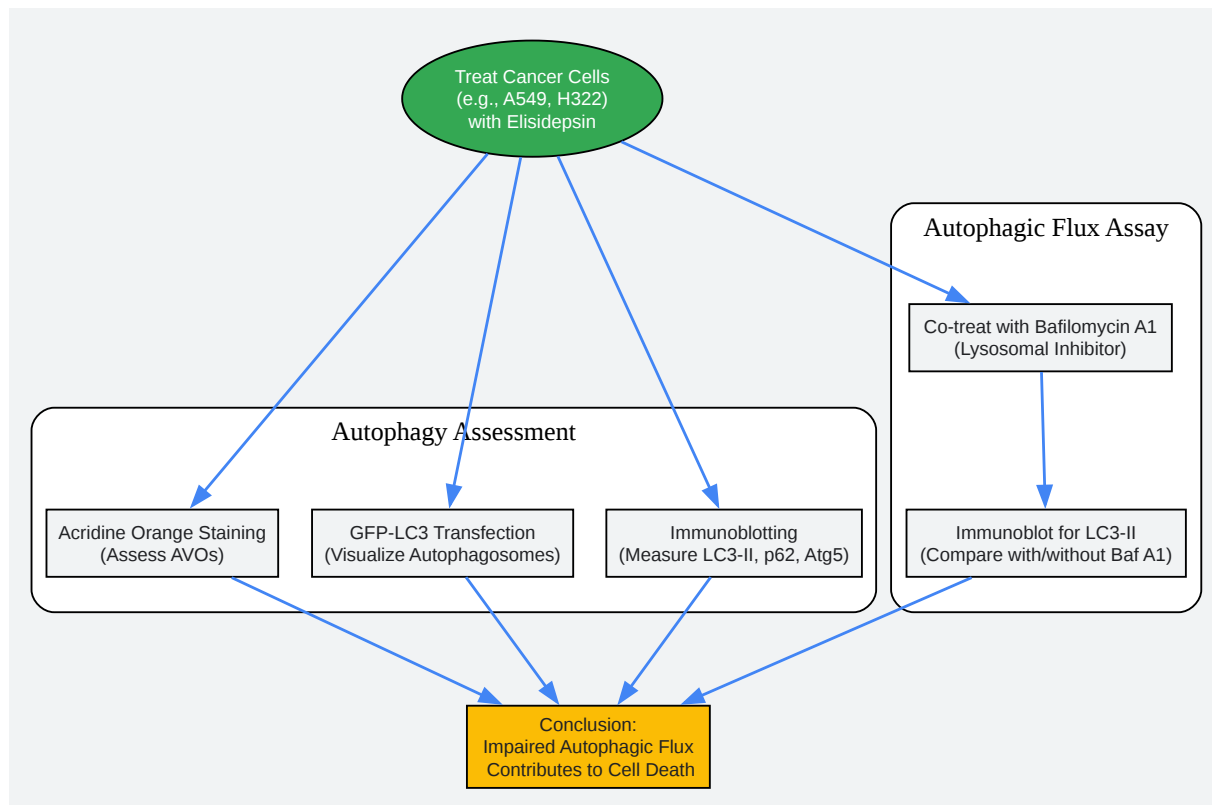 Treat Cancer Cells
(e.g., A549, H322)
with Elisidepsin
Autophagic Flux Assay
Co-treat with Bafilomycin A1
(Lysosomal Inhibitor)
Autophagy Assessment
Acridine Orange Staining
(Assess AVOs)
GFP-LC3 Transfection
(Visualize Autophagosomes)
Immunoblotting
(Measure LC3-II, p62, Atg5)
Immunoblot for LC3-II
(Compare with/without Baf A1)
Conclusion:
Impaired Autophagic Flux
Contributes to Cell Death